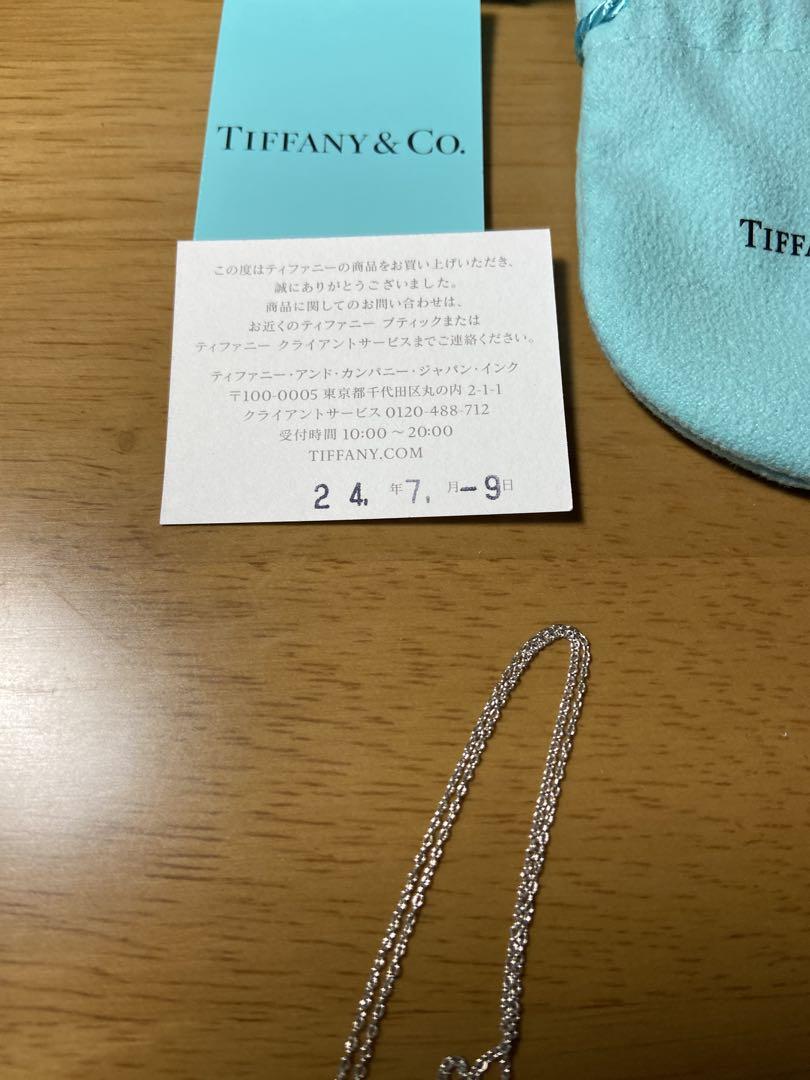 TIFFANY & CO.
この度はティファニーの商品をお買い上げいただき、
誠にありがとうございました。
商品に関してのお問い合わせは、
お近くのティファニー ブティックまたは
ティファニー クライアントサービスまでご連絡ください。
ティファニー・アンド・カンパニー・ジャパン・インク
〒100-0005 東京都千代田区丸の内 2-1-1
クライアントサービス 0120-488-712
受付時間 10:00 〜 20:00
TIFFANY.COM
24. 年 7. 月 -9日